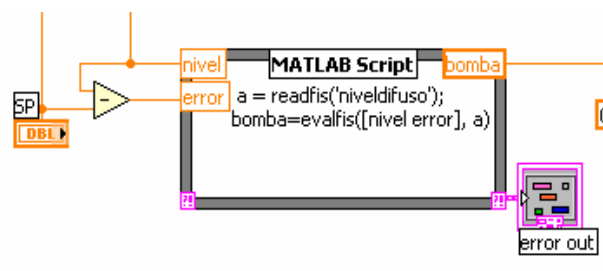 nivel
MATLAB Script
bomba
error
a = readfis('niveldifuso');
bomba=evalfis([nivel error], a)
SP
DBL
error out